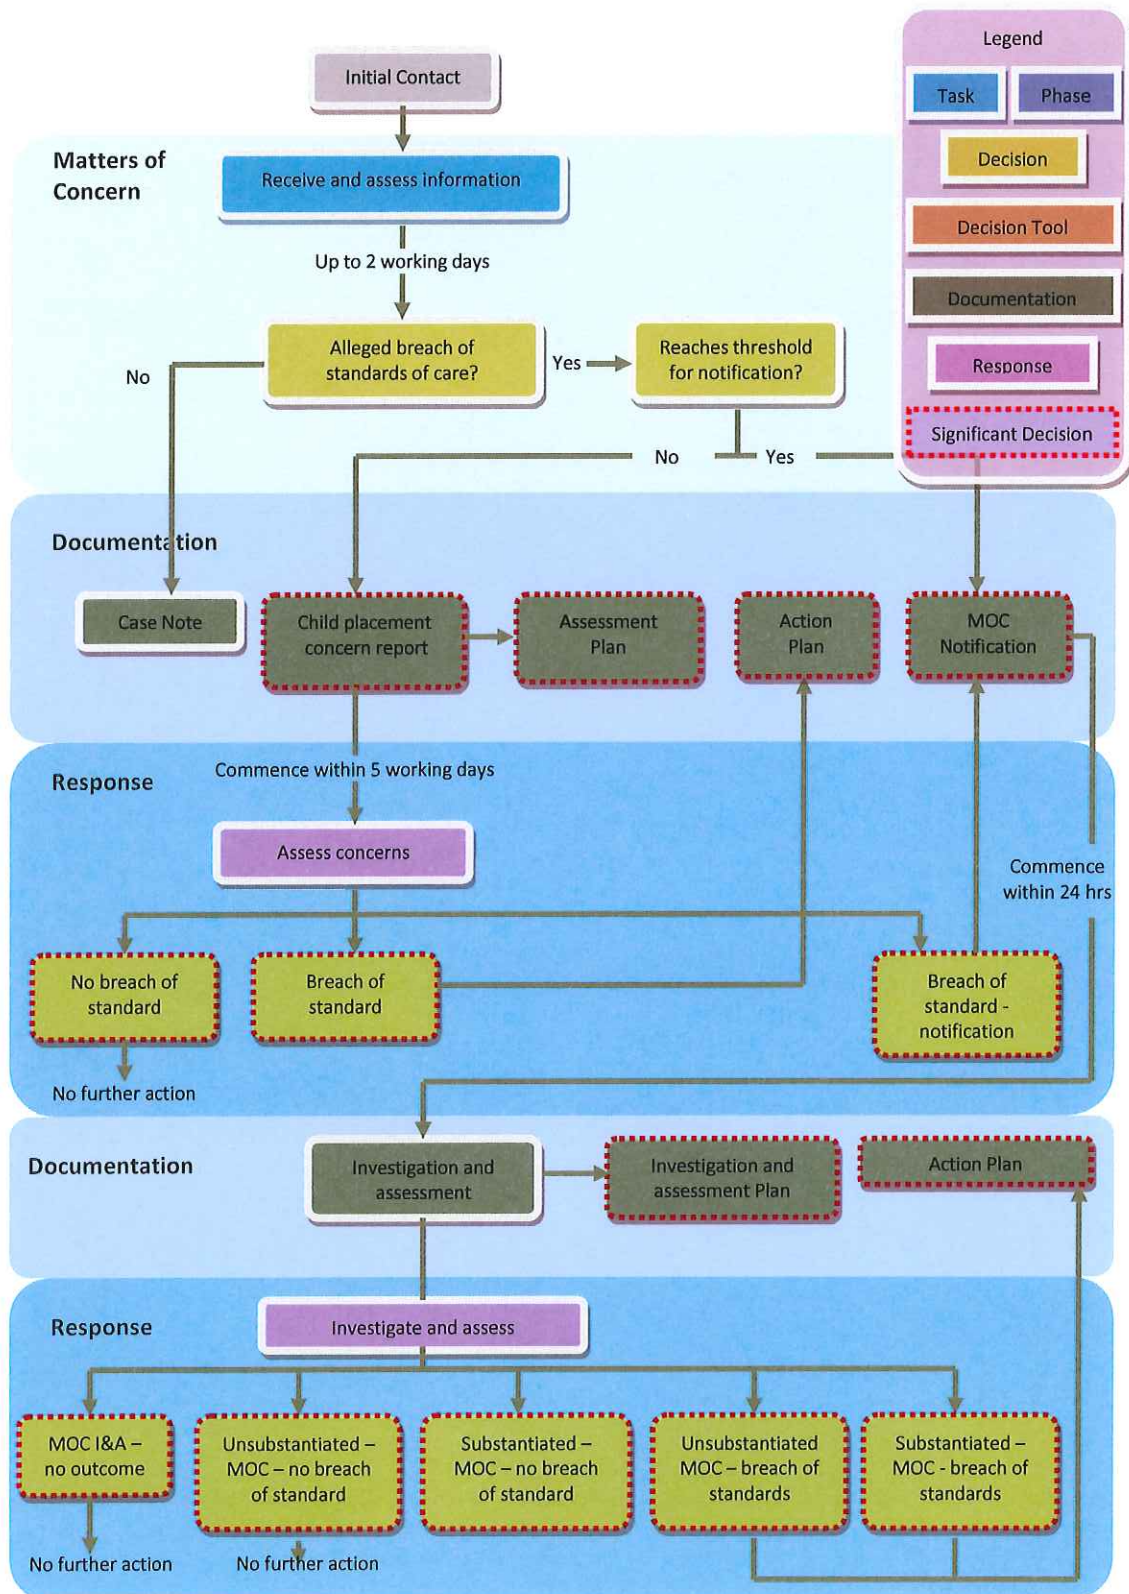 Legend
Task
Phase
Decision
Decision Tool
Documentation
Response
Significant Decision
Initial Contact
Matters of
Concern
Receive and assess information
Up to 2 working days
Alleged breach of
standards of care?
Yes
Reaches threshold
for notification?
No
No
Yes
Documentation
Case Note
Child placement
concern report
Assessment
Plan
Action
Plan
MOC
Notification
Response
Commence within 5 working days
Assess concerns
Commence
within 24 hrs
No breach of
standard
Breach of
standard
Breach of
standard -
notification
No further action
Documentation
Investigation and
assessment
Investigation and
assessment Plan
Action Plan
Response
Investigate and assess
MOC I&A –
no outcome
Unsubstantiated –
MOC – no breach
of standard
Substantiated –
MOC – no breach
of standard
Unsubstantiated
MOC – breach of
standards
Substantiated –
MOC - breach of
standards
No further action
No further action